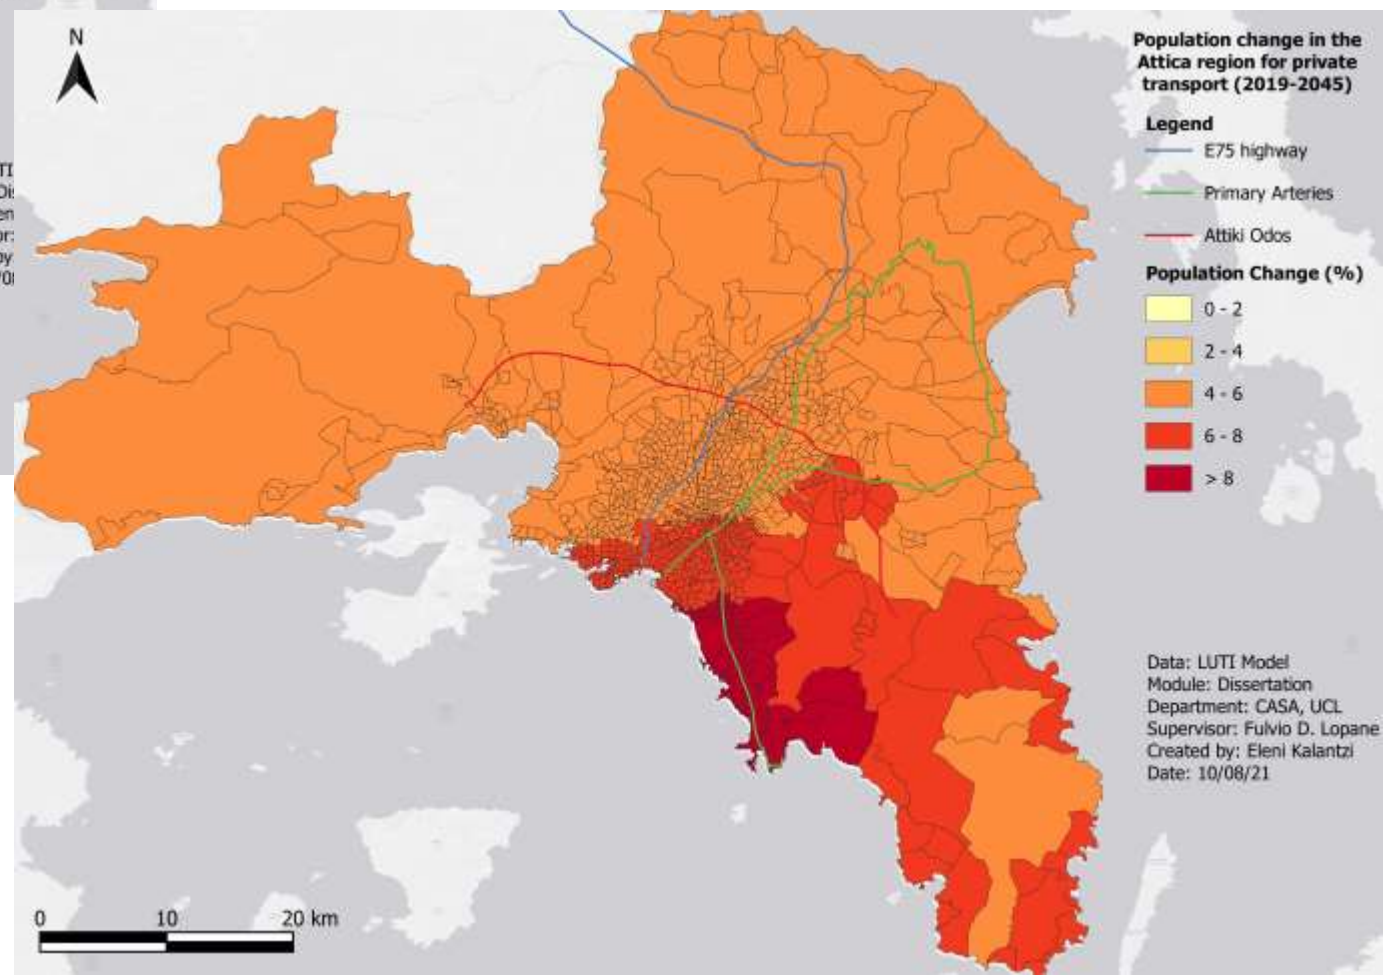 N
Population change in the
Attica region for private
transport (2019-2045)
Legend
E75 highway
Primary Arteries
Attiki Odos
Population Change (%)
0 - 2
2 - 4
4 - 6
6 - 8
> 8
Data: LUTI Model
Module: Dissertation
Department: CASA, UCL
Supervisor: Fulvio D. Lopane
Created by: Eleni Kalantzi
Date: 10/08/21
0 10 20 km